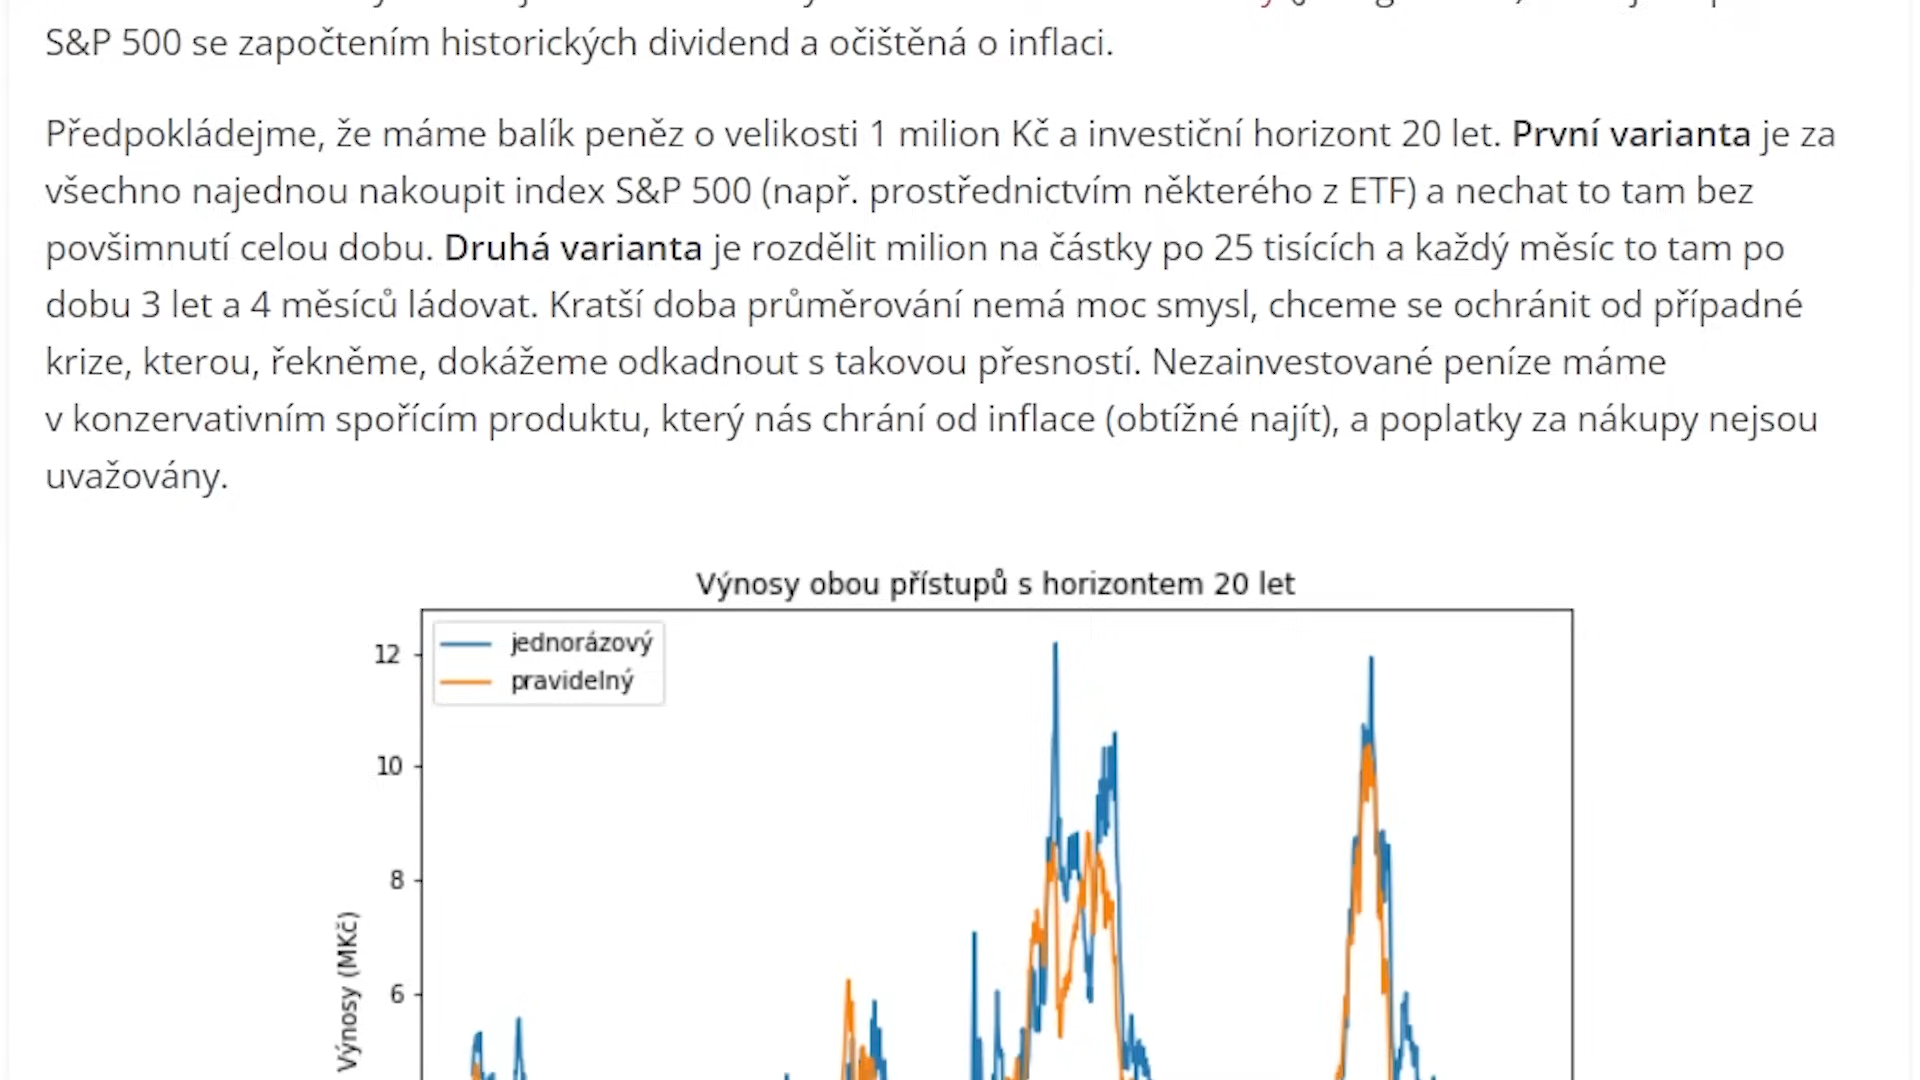 S&P 500 se započtením historických dividend a očištěná o inflaci.
Předpokládejme, že máme balík peněz o velikosti 1 milion Kč a investiční horizont 20 let. První varianta je za
všechno najednou nakoupit index S&P 500 (např. prostřednictvím některého z ETF) a nechat to tam bez
povšimnutí celou dobu. Druhá varianta je rozdělit milion na částky po 25 tisících a každý měsíc to tam po
dobu 3 let a 4 měsíců ládovat. Kratší doba průměrování nemá moc smysl, chceme se ochránit od případné
krize, kterou, řekněme, dokážeme odkadnout s takovou přesností. Nezainvestované peníze máme
v konzervativním spořícím produktu, který nás chrání od inflace (obtížné najít), a poplatky za nákupy nejsou
uvažovány.
Výnosy obou přístupů s horizontem 20 let
jednorázový
pravidelný
12
10
8
6
Výnosy (MKč)